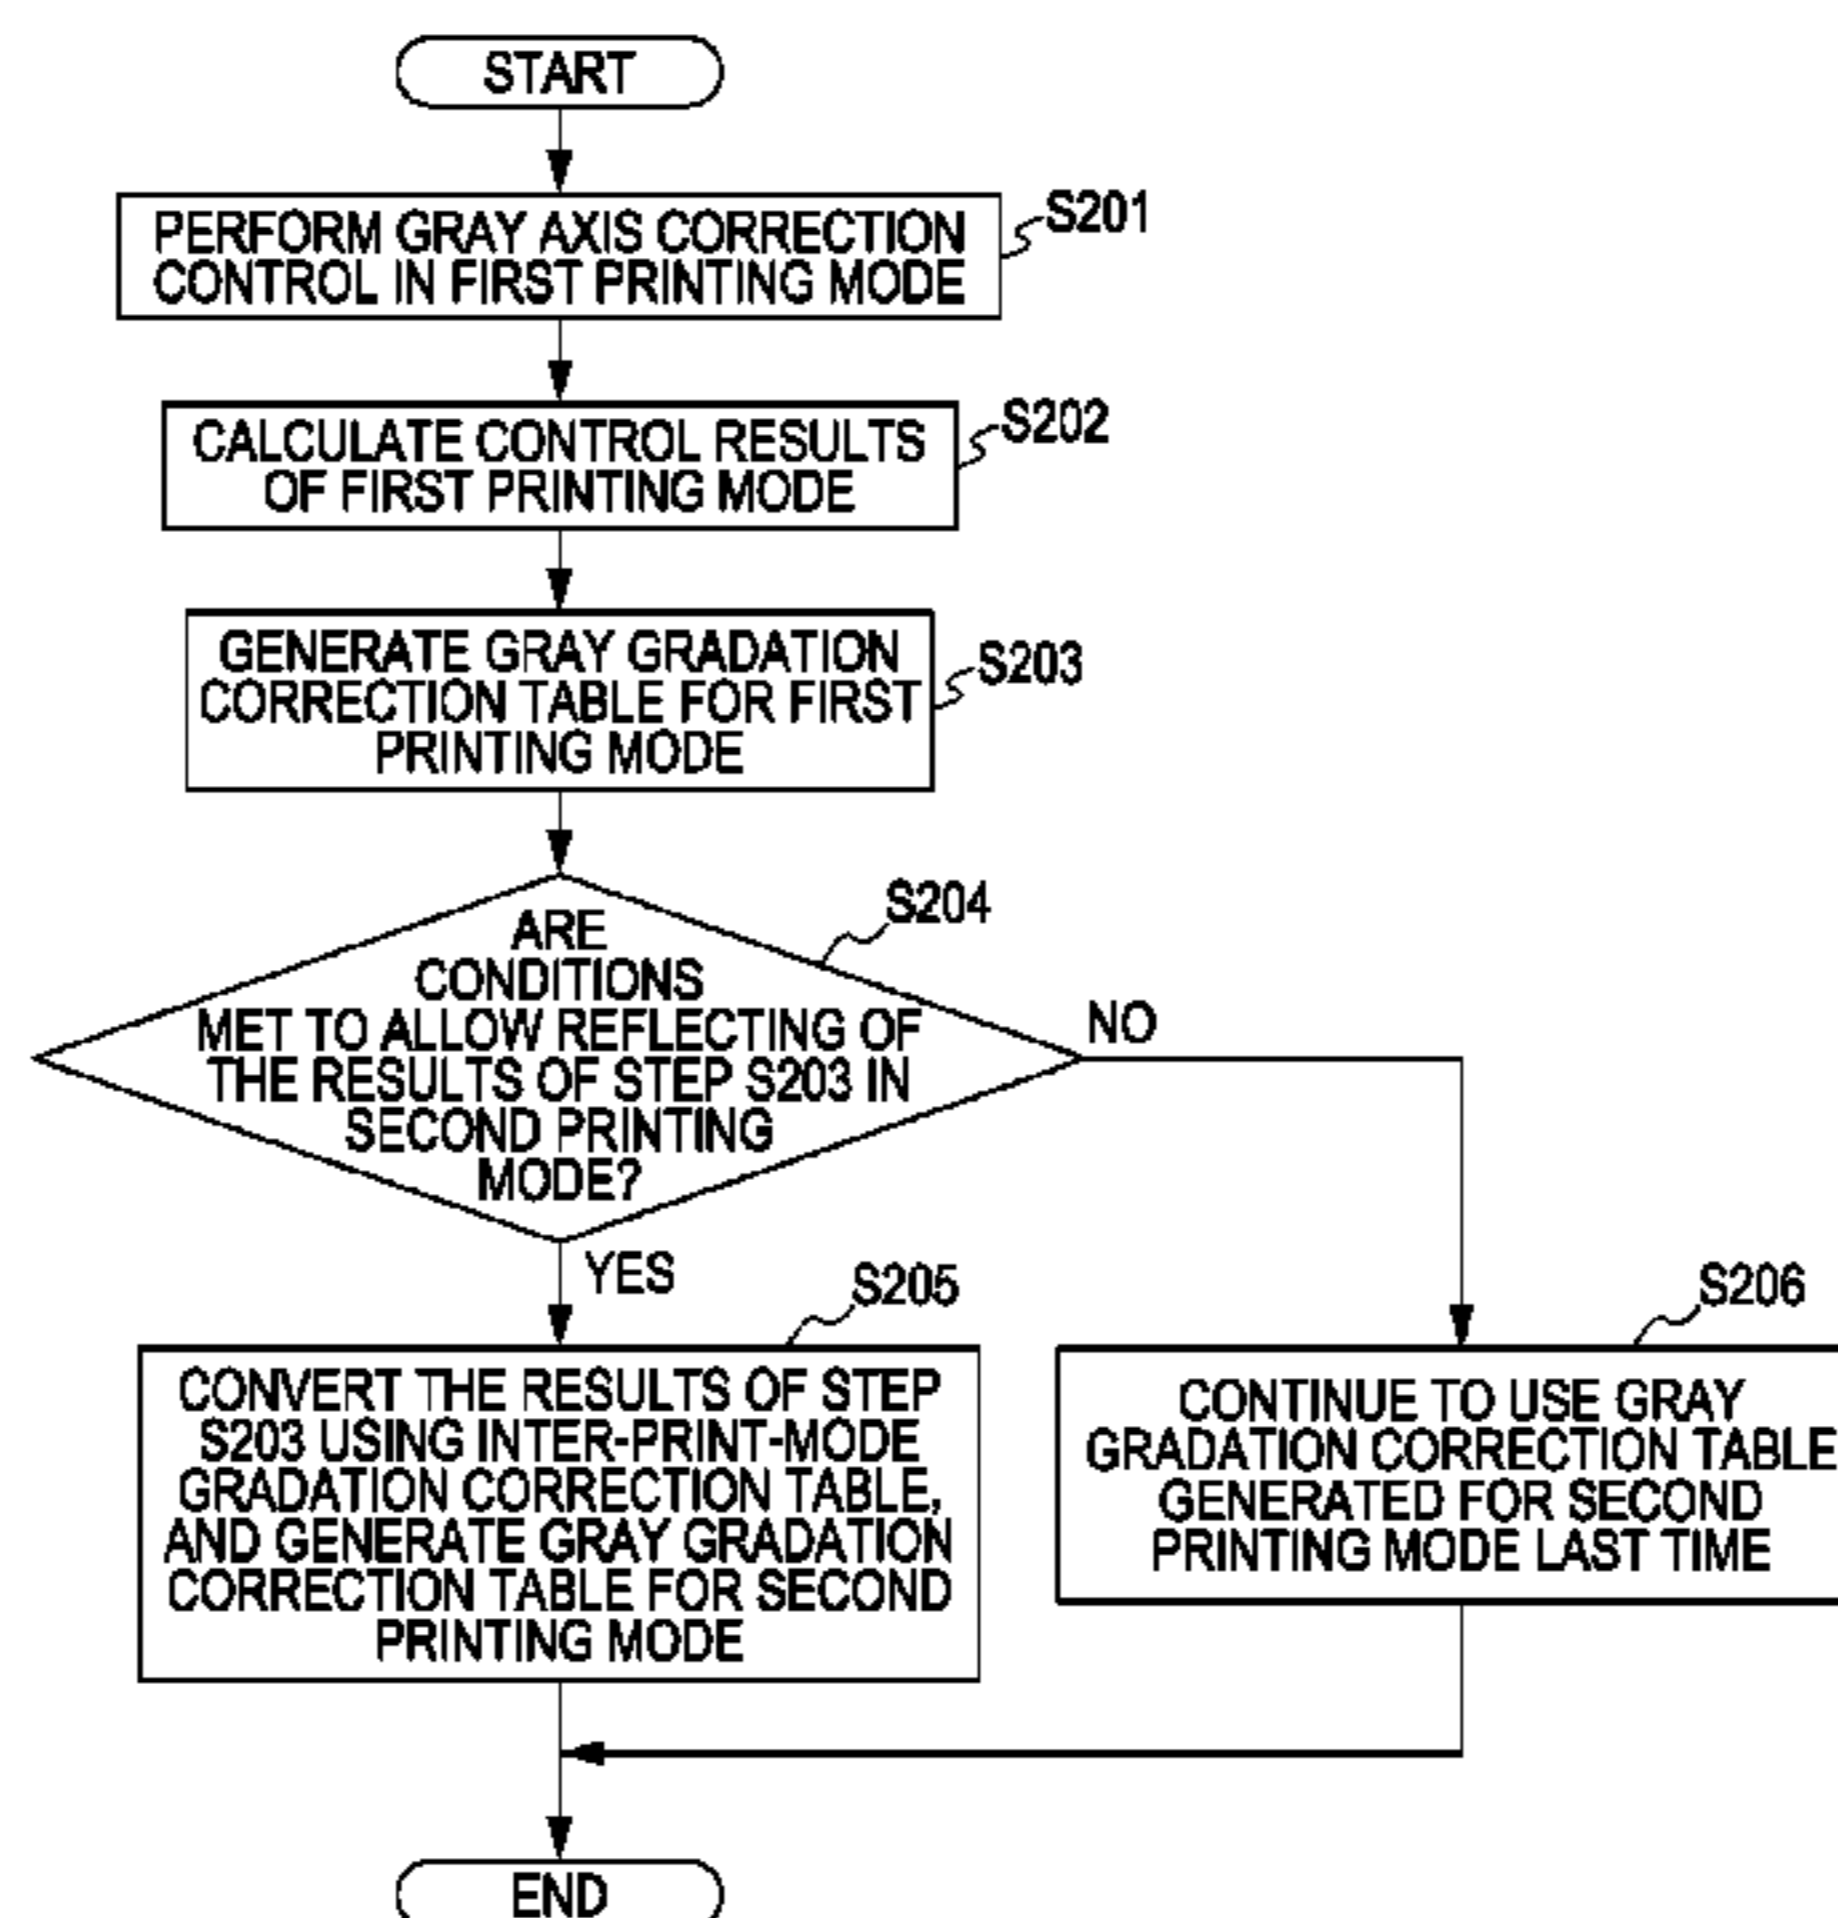 START
PERFORM GRAY AXIS CORRECTION
CONTROL IN FIRST PRINTING MODE
S201
CALCULATE CONTROL RESULTS
OF FIRST PRINTING MODE
S202
GENERATE GRAY GRADATION
CORRECTION TABLE FOR FIRST
PRINTING MODE
S203
ARE
CONDITIONS
MET TO ALLOW REFLECTING OF
THE RESULTS OF STEP S203 IN
SECOND PRINTING
MODE?
S204
NO
YES
S205
CONVERT THE RESULTS OF STEP
S203 USING INTER-PRINT-MODE
GRADATION CORRECTION TABLE,
AND GENERATE GRAY GRADATION
CORRECTION TABLE FOR SECOND
PRINTING MODE
S206
CONTINUE TO USE GRAY
GRADATION CORRECTION TABLE
GENERATED FOR SECOND
PRINTING MODE LAST TIME
END